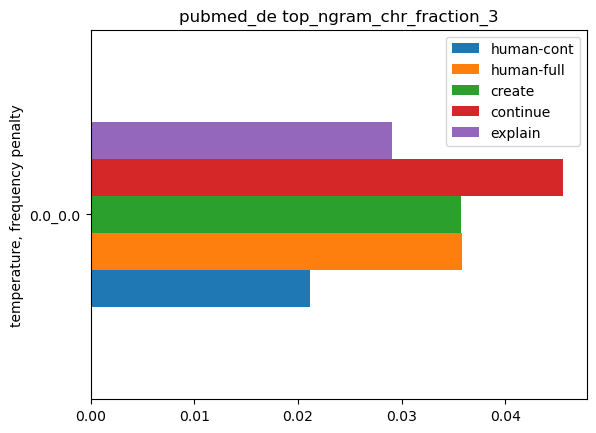 pubmed_de top_ngram_chr_fraction_3
human-cont
human-full
create
continue
explain
temperature, frequency penalty
0.0_0.0
0.00 0.01 0.02 0.03 0.04